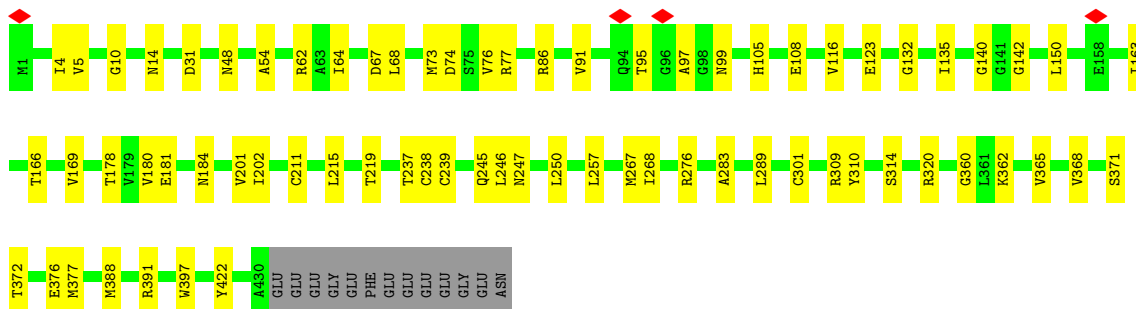 M1 I4 V5 G10 N14 D31 N48 A54 R62 A63 I64 D67 L68 M73 D74 S75 V76 R77 R86 V91 Q94 T95 G96 A97 G98 N99 H105 E108 V116 E123 G132 I135 G140 G141 G142 L150 E158
T166 V169 T178 V179 V180 E181 N184 V201 I202 C211 L215 T219 T237 C238 C239 Q245 L246 N247 L250 L257 M267 I268 R276 A283 L289 C301 R309 Y310 S314 R320 G360 L361 K362 V365 V368 S371
T372 E376 M377 M388 R391 W397 Y422 A430 GLU GLU GLU GLY GLU PHE GLU GLU GLU GLU GLY GLU ASN